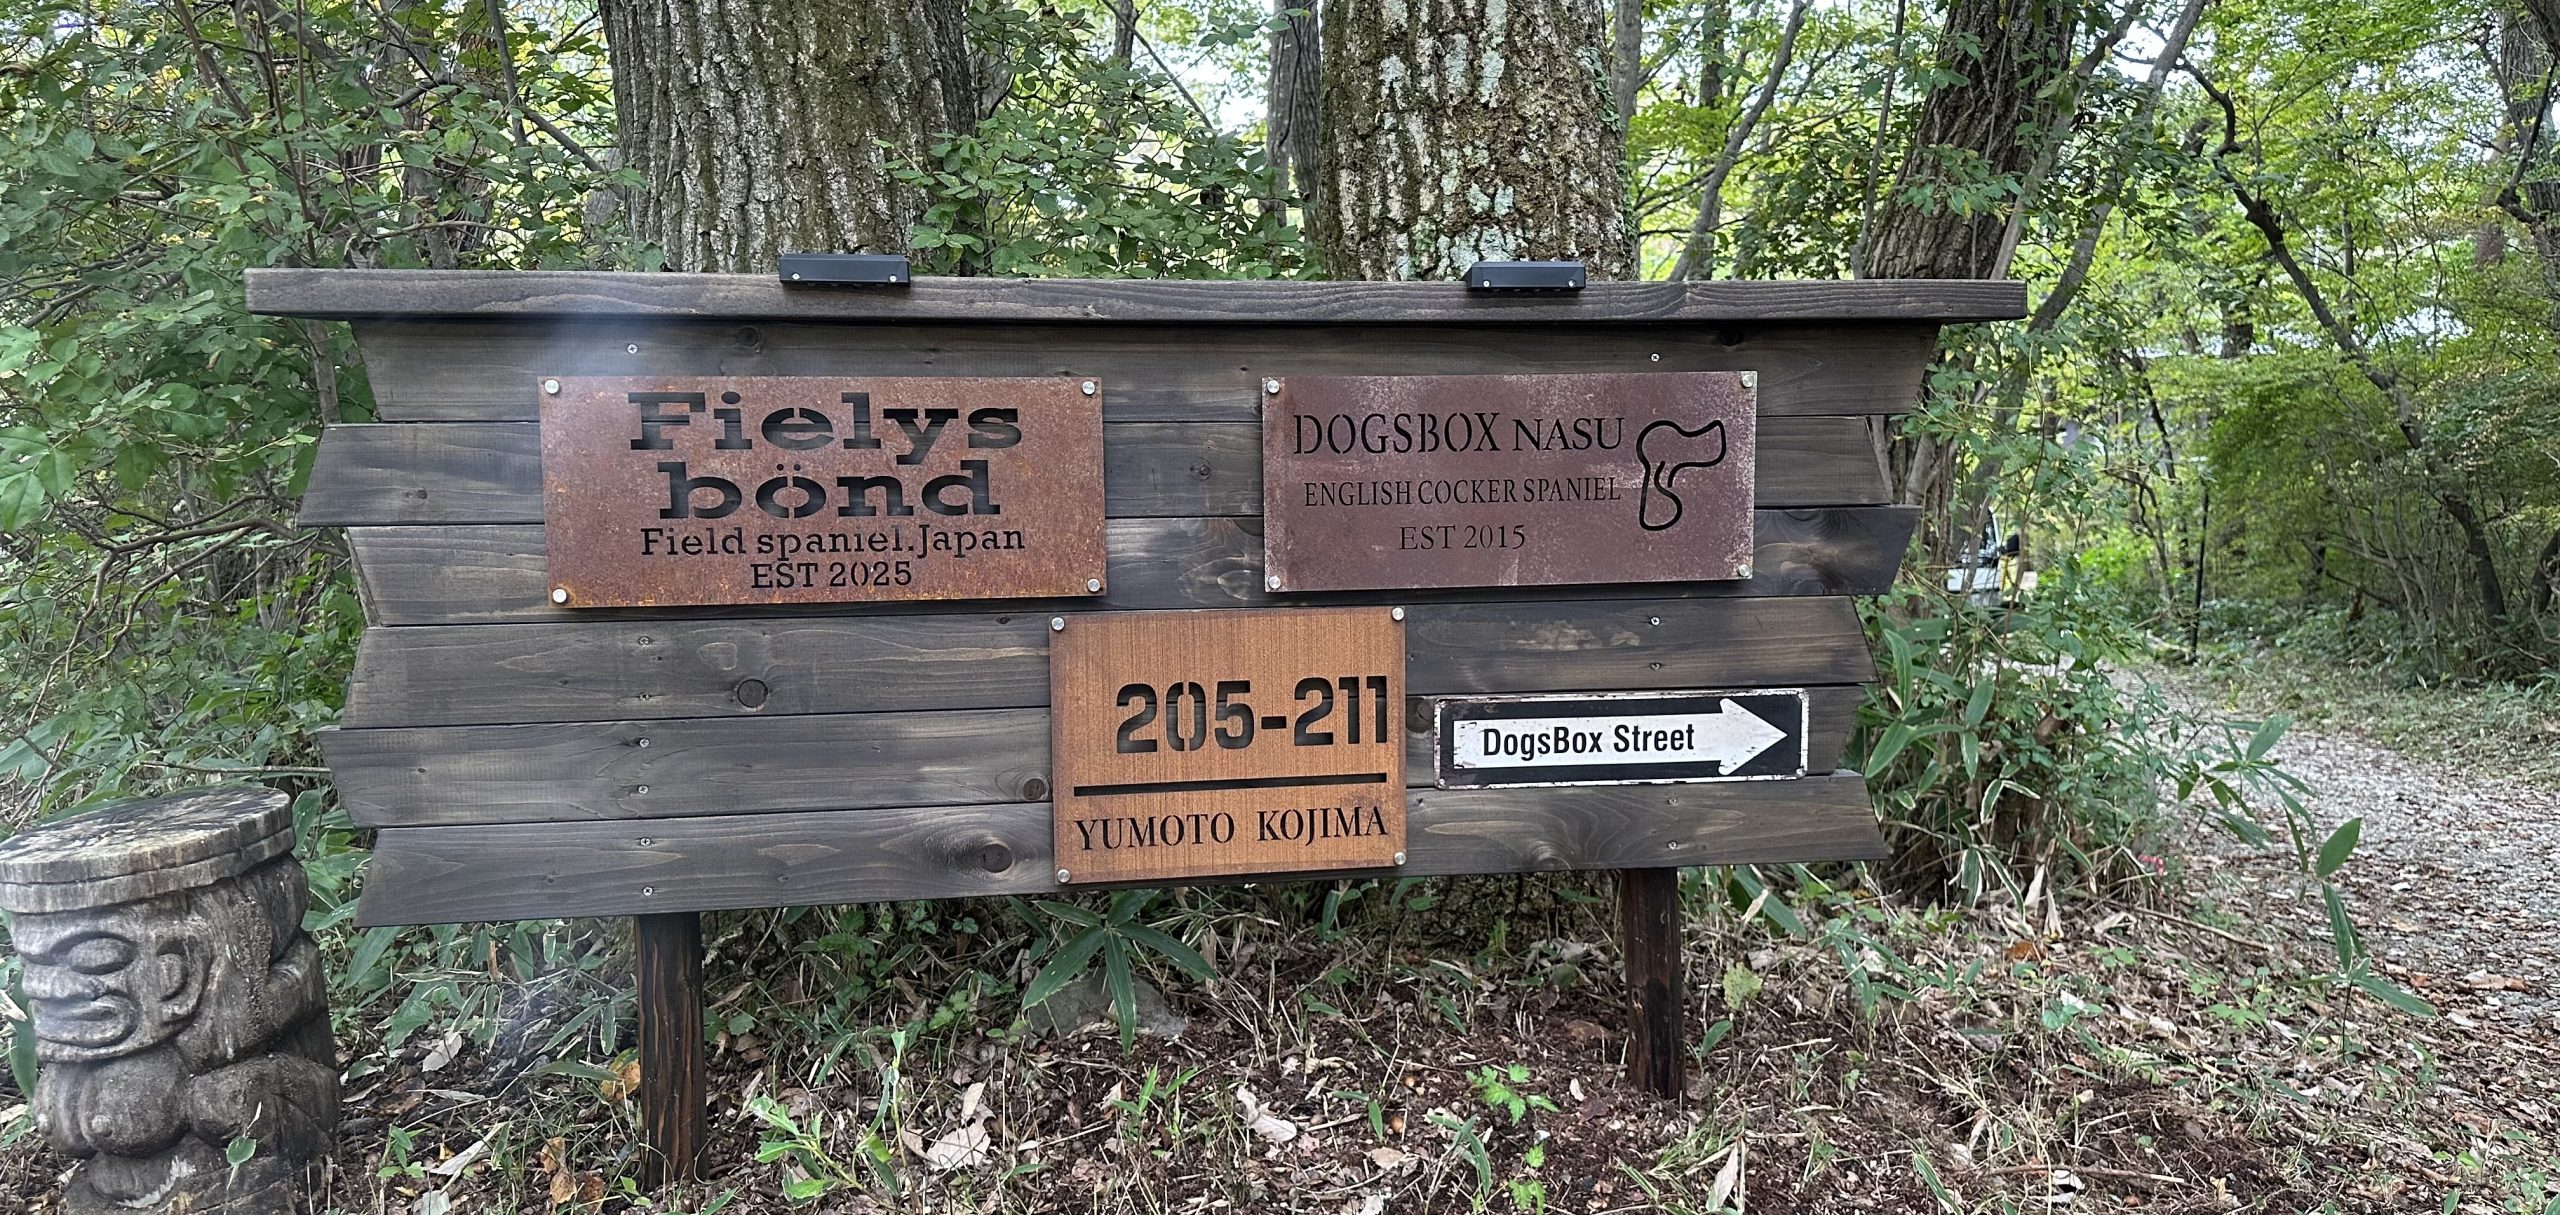 Fielys
bönd
Field spaniel.Japan
EST 2025
DOGSBOX NASU
ENGLISH COCKER SPANIEL
EST 2015
205-211
YUMOTO KOJIMA
DogsBox Street